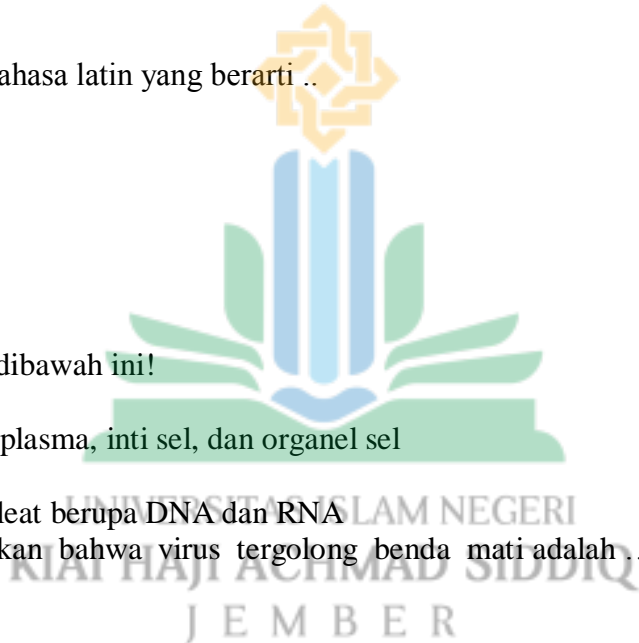 ahasa latin yang berarti ..
dibawah ini!
plasma, inti sel, dan organel sel
leat berupa DNA dan RNA
UNIVERSITAS ISLAM NEGERI
kan bahwa virus tergolong benda mati adalah ..
KIAI HAJI ACHMAD SIDDIQ
JEMBER